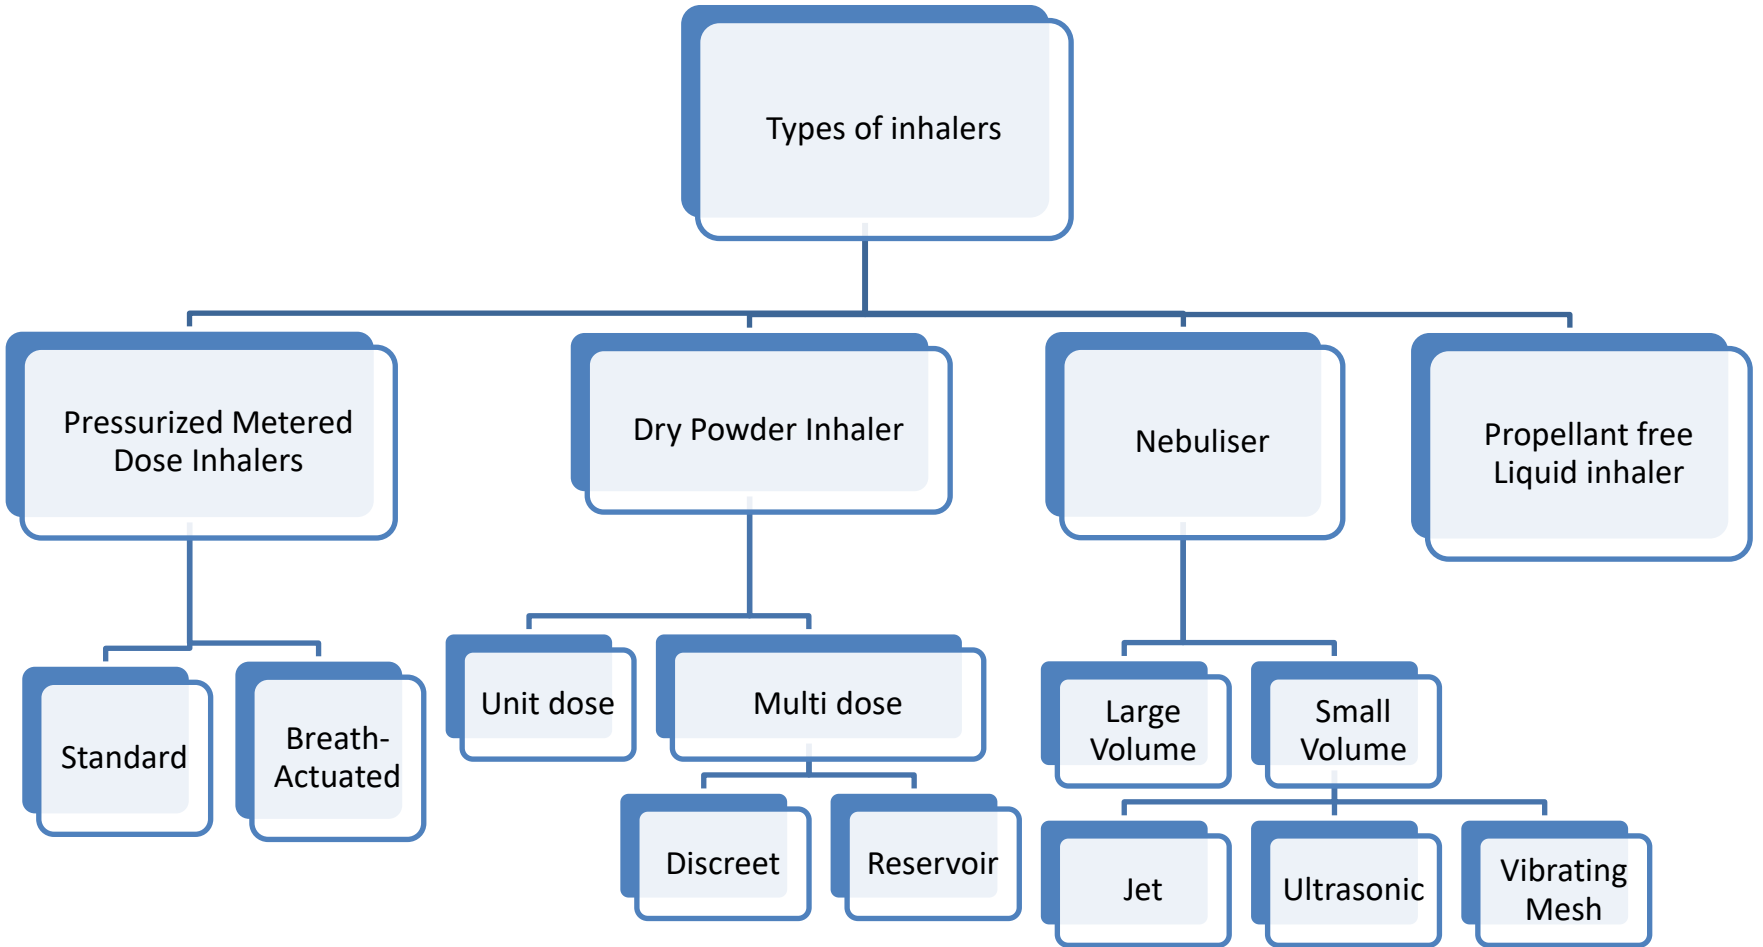 Types of inhalers
Pressurized Metered
Dose Inhalers
Dry Powder Inhaler
Nebuliser
Propellant free
Liquid inhaler
Standard
Breath-
Actuated
Unit dose
Multi dose
Discreet
Reservoir
Large
Volume
Small
Volume
Jet
Ultrasonic
Vibrating
Mesh